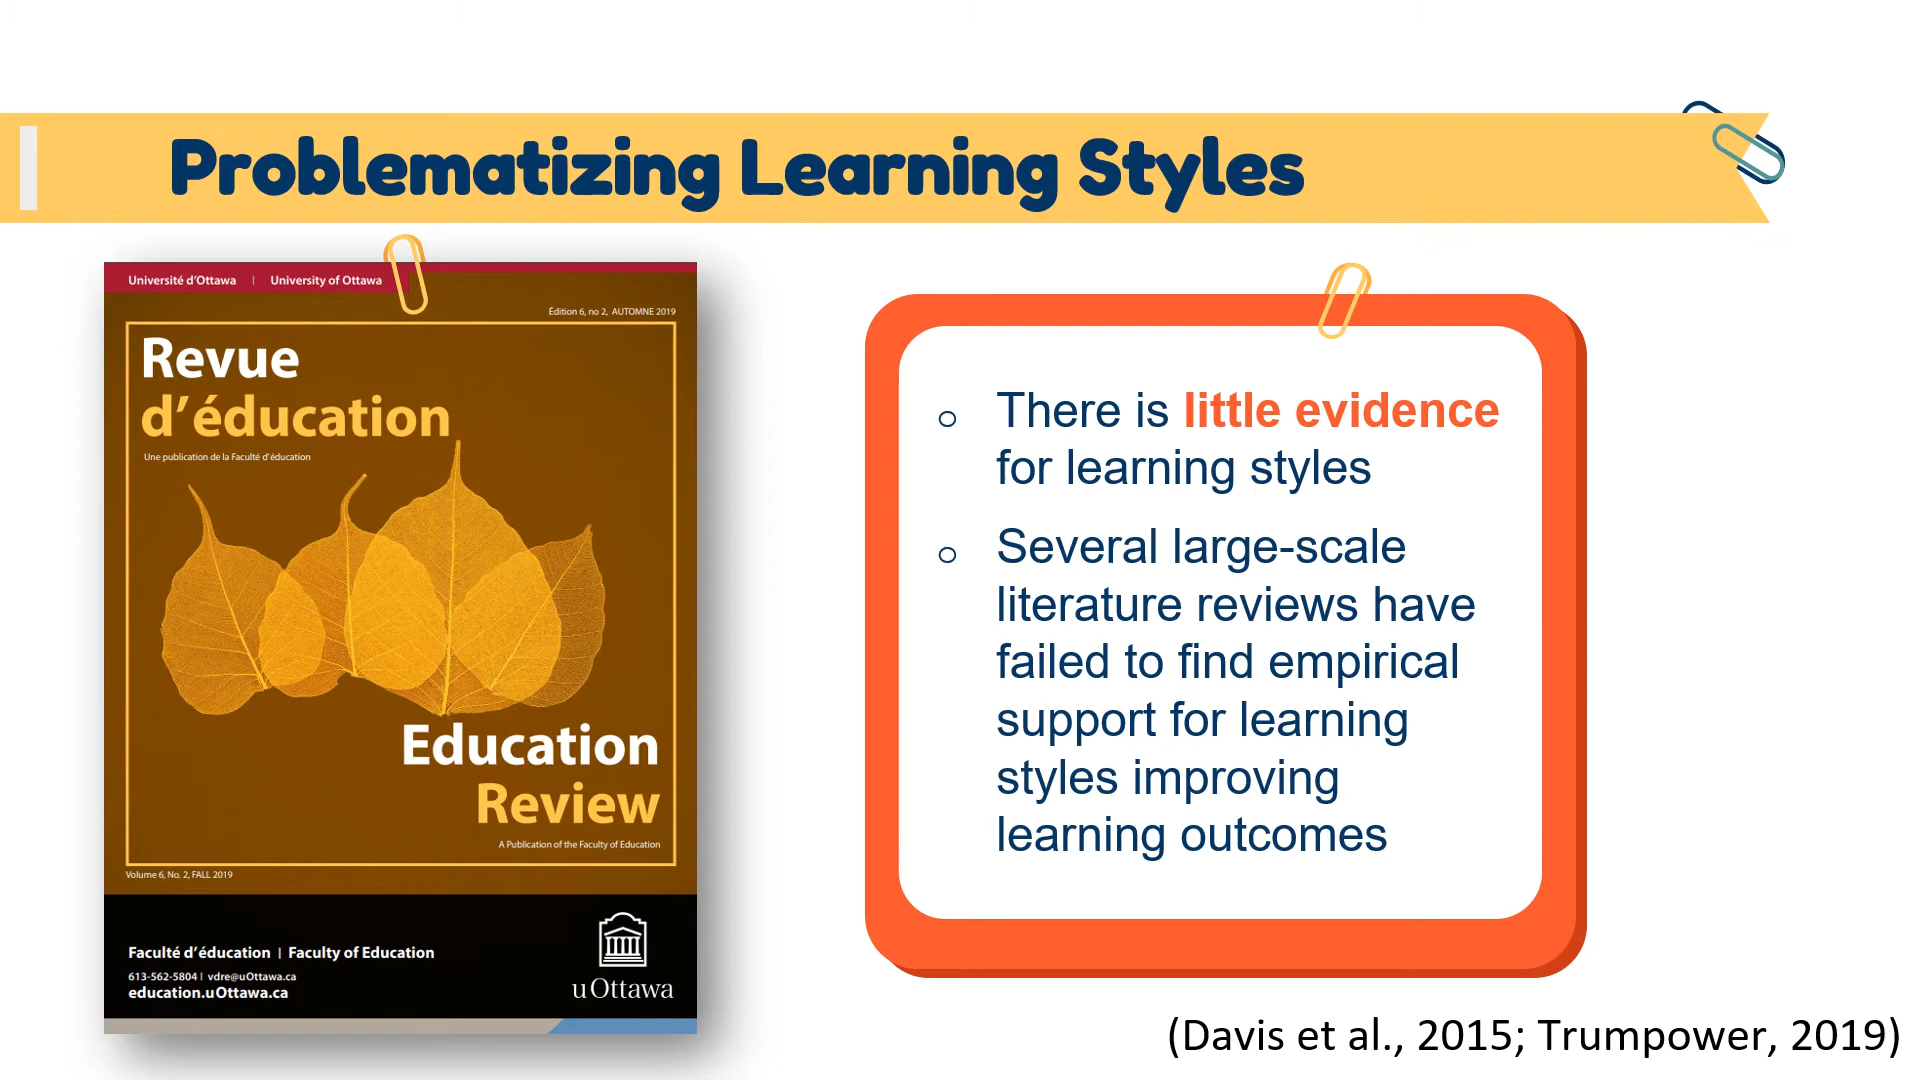 Problematizing Learning Styles
Université d'Ottawa | University of Ottawa
Édition 6, no 2, AUTOMNE 2019
Revue
d'éducation
Une publication de la Faculté d'éducation
Education
Review
A Publication of the Faculty of Education
Volume 6, No. 2, FALL 2019
Faculté d'éducation | Faculty of Education
613-562-5804 | vdre@uOttawa.ca
education.uOttawa.ca
uOttawa
There is little evidence
for learning styles
Several large-scale
literature reviews have
failed to find empirical
support for learning
styles improving
learning outcomes
(Davis et al., 2015; Trumpower, 2019)